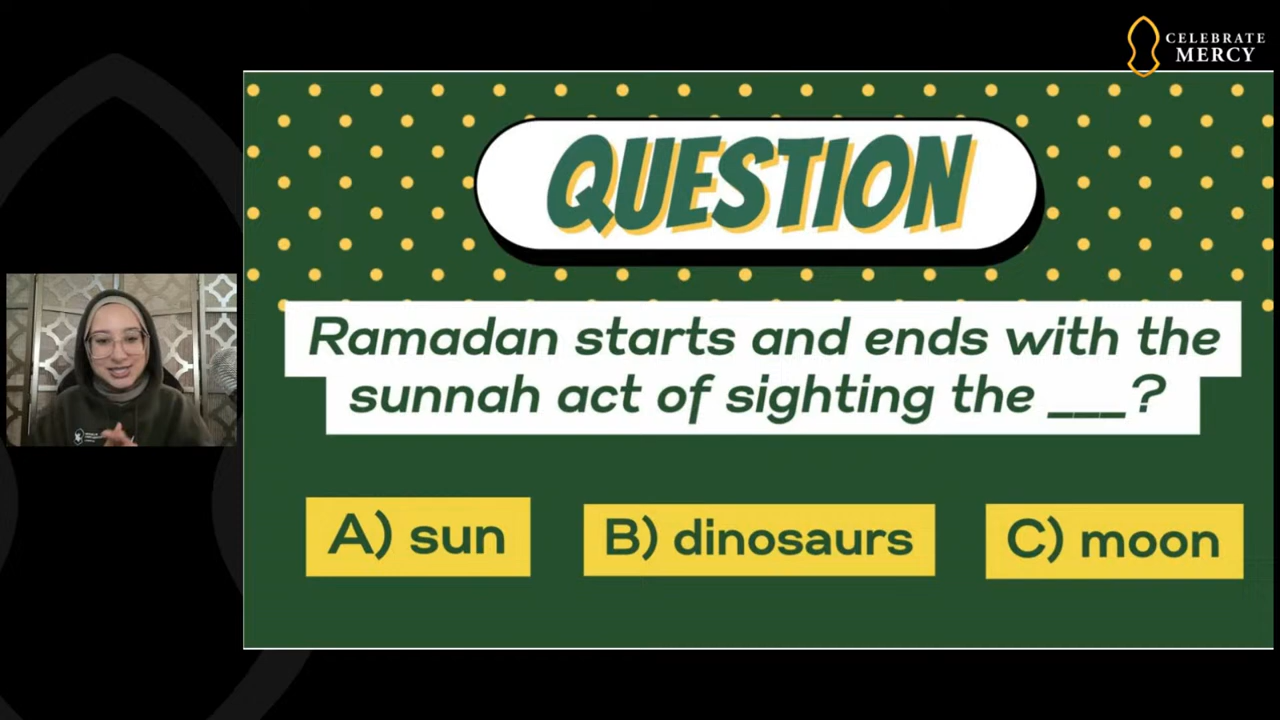 CELEBRATE
MERCY
QUESTION
Ramadan starts and ends with the
sunnah act of sighting the ___?
A) sun
B) dinosaurs
C) moon